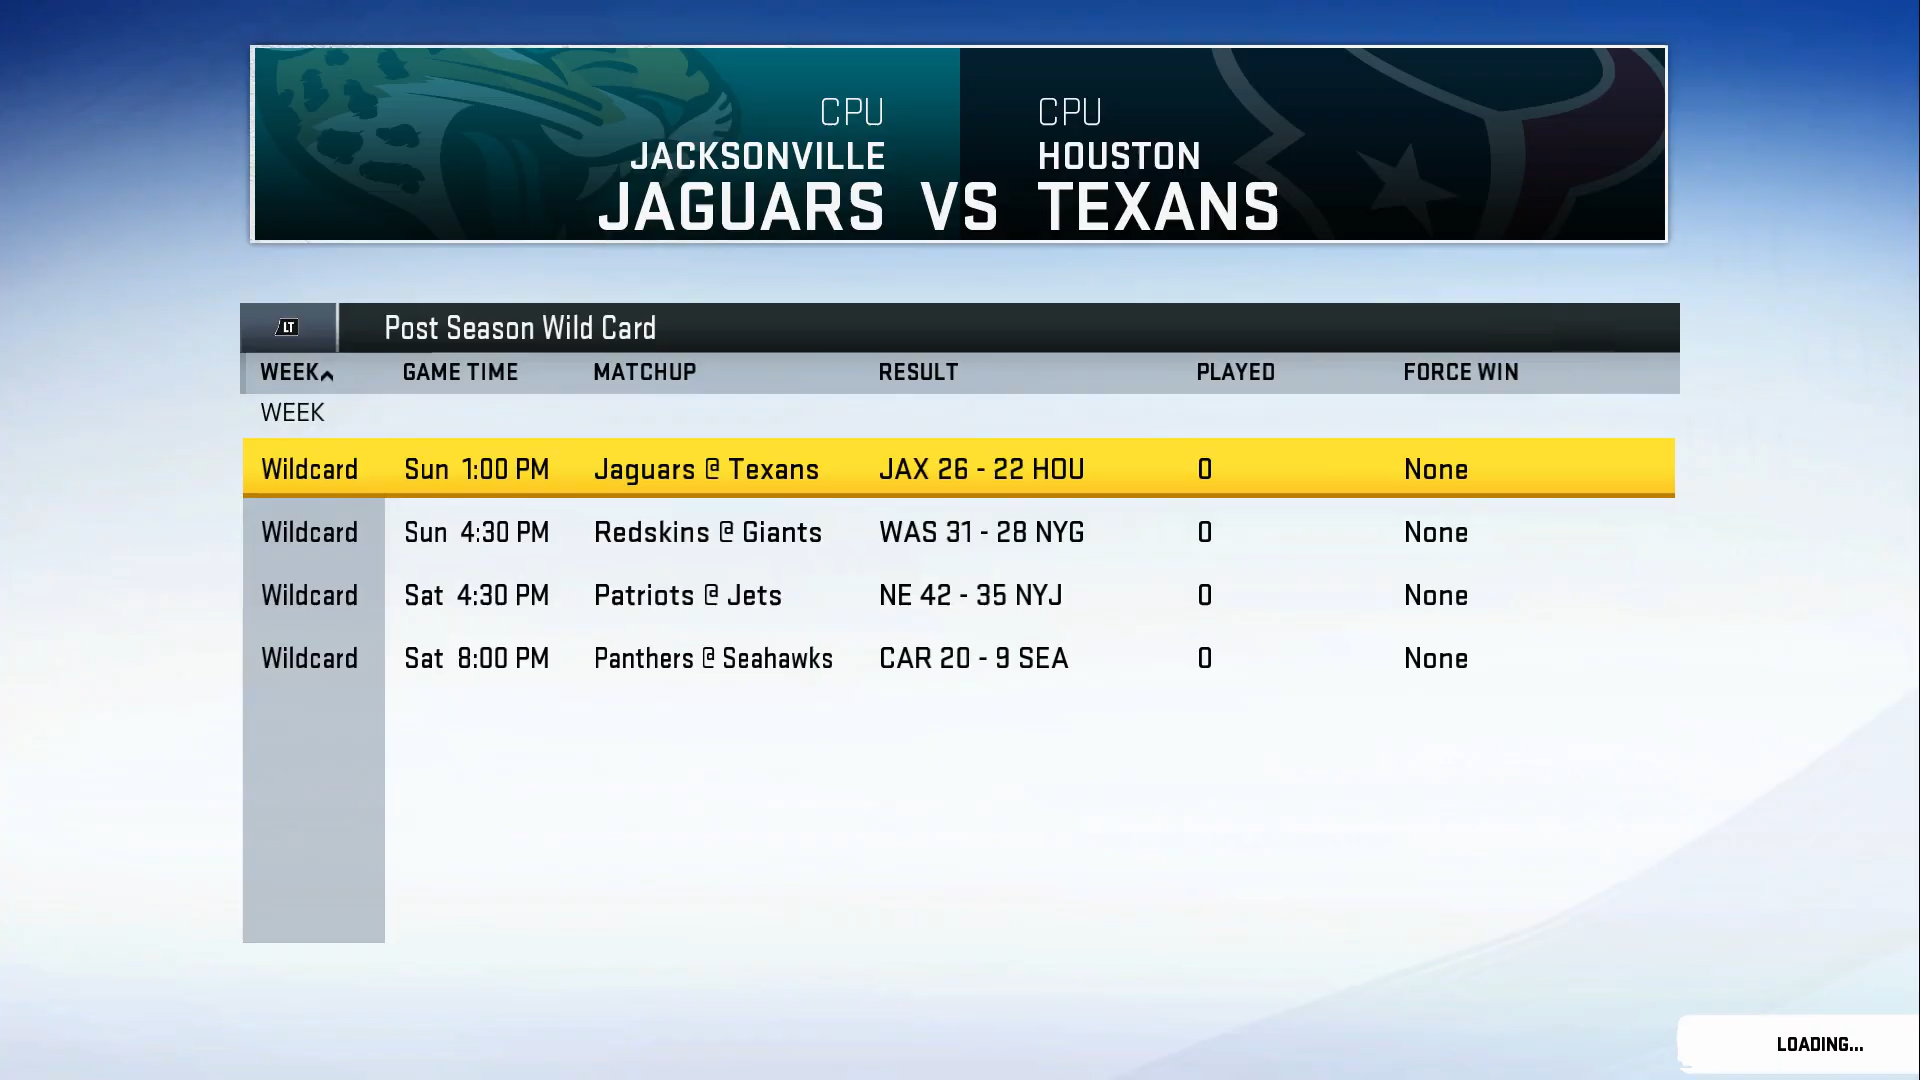 CPU CPU
JACKSONVILLE HOUSTON
JAGUARS VS TEXANS
LT Post Season Wild Card
WEEK GAME TIME MATCHUP RESULT PLAYED FORCE WIN
WEEK
Wildcard Sun 1:00 PM Jaguars @ Texans JAX 26 - 22 HOU 0 None
Wildcard Sun 4:30 PM Redskins @ Giants WAS 31 - 28 NYG 0 None
Wildcard Sat 4:30 PM Patriots @ Jets NE 42 - 35 NYJ 0 None
Wildcard Sat 8:00 PM Panthers @ Seahawks CAR 20 - 9 SEA 0 None
LOADING...